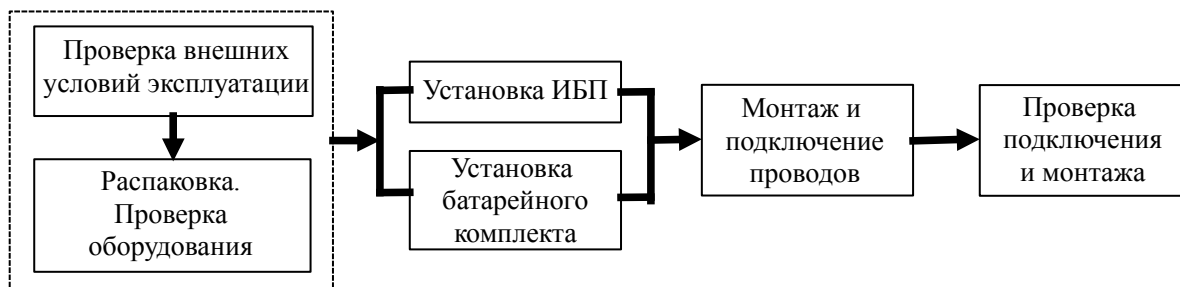 Проверка внешних
условий эксплуатации
Распаковка.
Проверка
оборудования
Установка ИБП
Установка
батарейного
комплекта
Монтаж и
подключение
проводов
Проверка
подключения
и монтажа